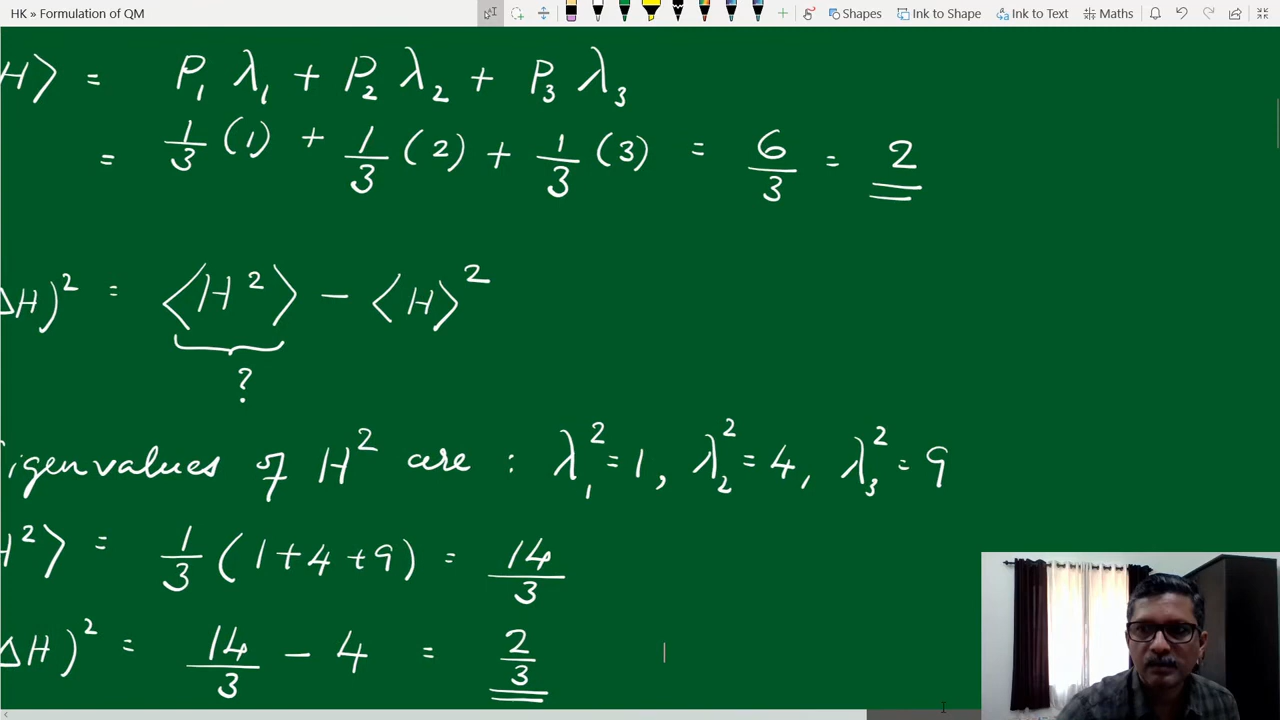 HK » Formulation of QM
Shapes Ink to Shape Ink to Text Maths
H⟩ = P₁ λ₁ + P₂ λ₂ + P₃ λ₃
= 1/3 (1) + 1/3 (2) + 1/3 (3) = 6/3 = 2
ΔH)² = ⟨H²⟩ − ⟨H⟩²
?
Eigenvalues of H² are : λ₁² = 1, λ₂² = 4, λ₃² = 9
H²⟩ = 1/3 (1+4+9) = 14/3
ΔH)² = 14/3 − 4 = 2/3